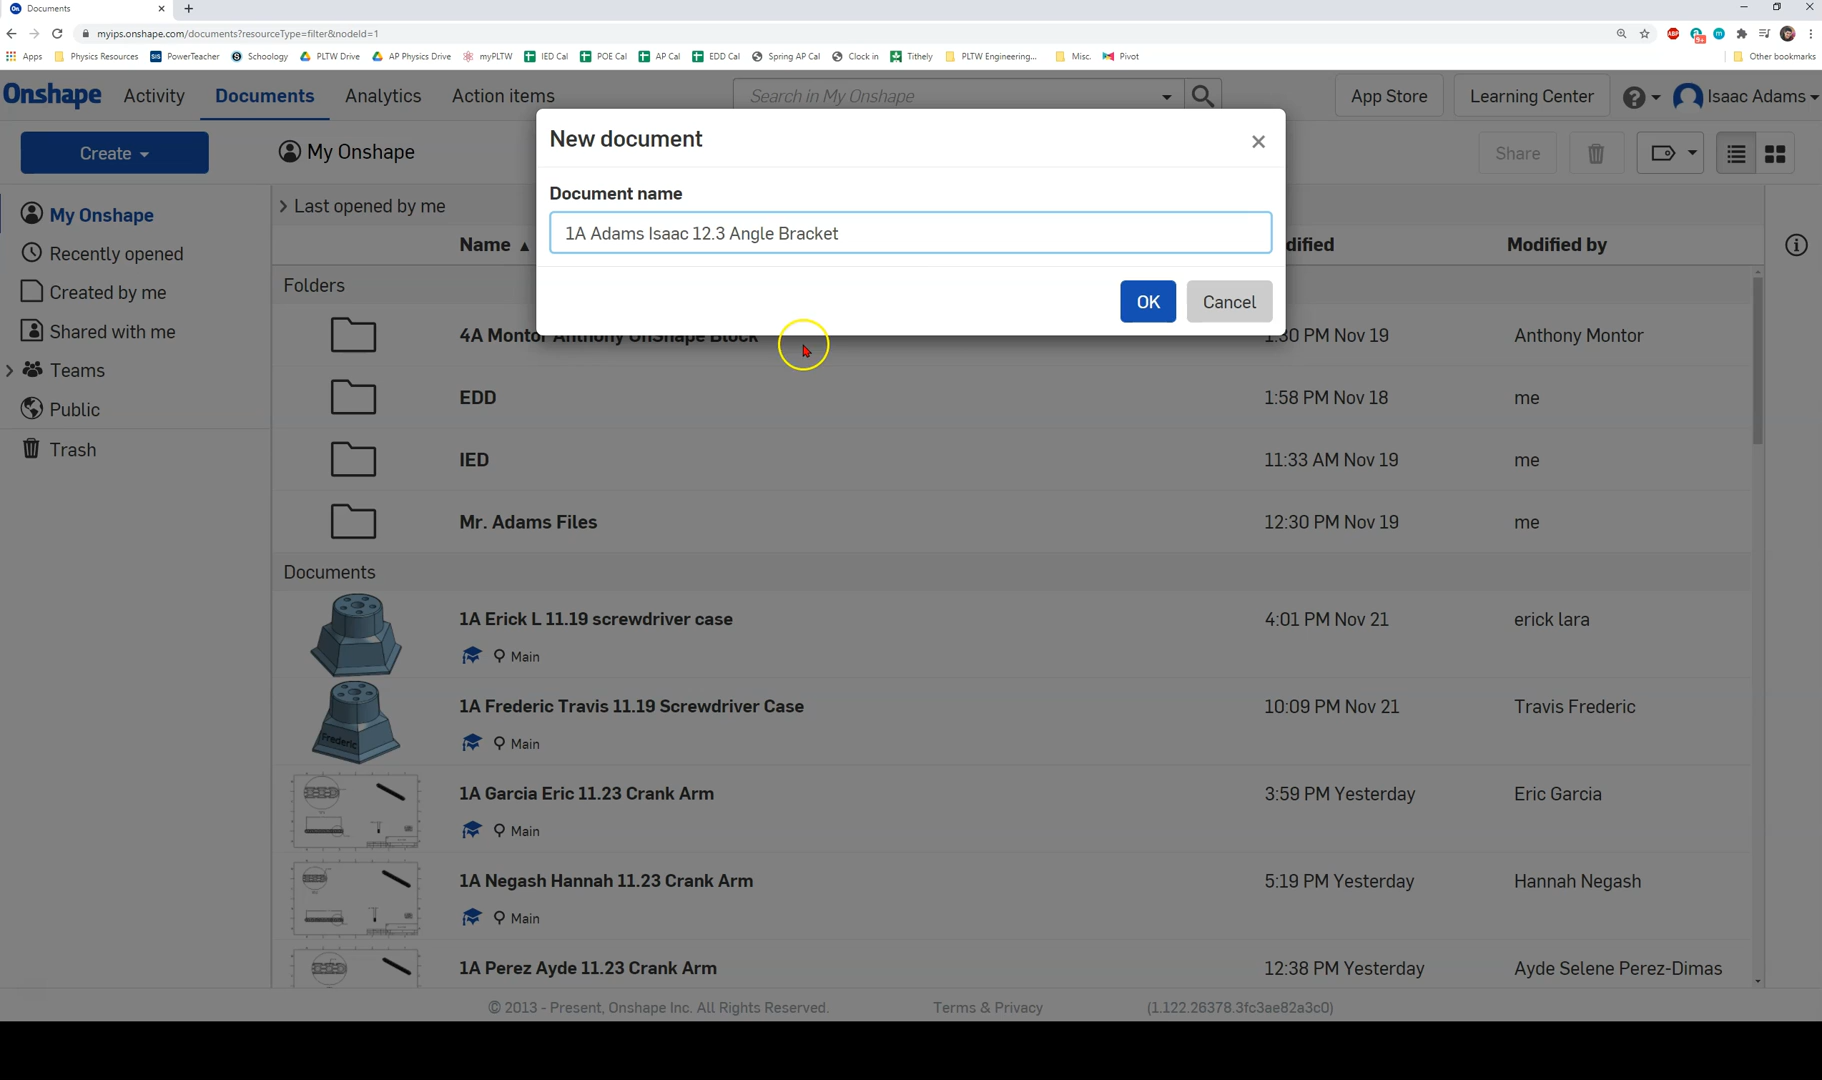 Documents
myips.onshape.com/documents?resourceType=filter&nodeId=1
ABP 9+
Apps Physics Resources SIS PowerTeacher Schoology PLTW Drive AP Physics Drive myPLTW IED Cal POE Cal AP Cal EDD Cal Spring AP Cal Clock in Tithely PLTW Engineering... Misc. Pivot Other bookmarks
Onshape Activity Documents Analytics Action items Search in My Onshape App Store Learning Center Isaac Adams
Create My Onshape Share
New document
Document name
1A Adams Isaac 12.3 Angle Bracket
OK Cancel
My Onshape
Recently opened
Created by me
Shared with me
Teams
Public
Trash
Last opened by me
Name dified Modified by
Folders
4A Montor Anthony OnShape Block 1:30 PM Nov 19 Anthony Montor
EDD 1:58 PM Nov 18 me
IED 11:33 AM Nov 19 me
Mr. Adams Files 12:30 PM Nov 19 me
Documents
1A Erick L 11.19 screwdriver case 4:01 PM Nov 21 erick lara
Main
1A Frederic Travis 11.19 Screwdriver Case 10:09 PM Nov 21 Travis Frederic
Frederic
Main
1A Garcia Eric 11.23 Crank Arm 3:59 PM Yesterday Eric Garcia
Main
1A Negash Hannah 11.23 Crank Arm 5:19 PM Yesterday Hannah Negash
Main
1A Perez Ayde 11.23 Crank Arm 12:38 PM Yesterday Ayde Selene Perez-Dimas
© 2013 - Present, Onshape Inc. All Rights Reserved. Terms & Privacy (1.122.26378.3fc3ae82a3c0)